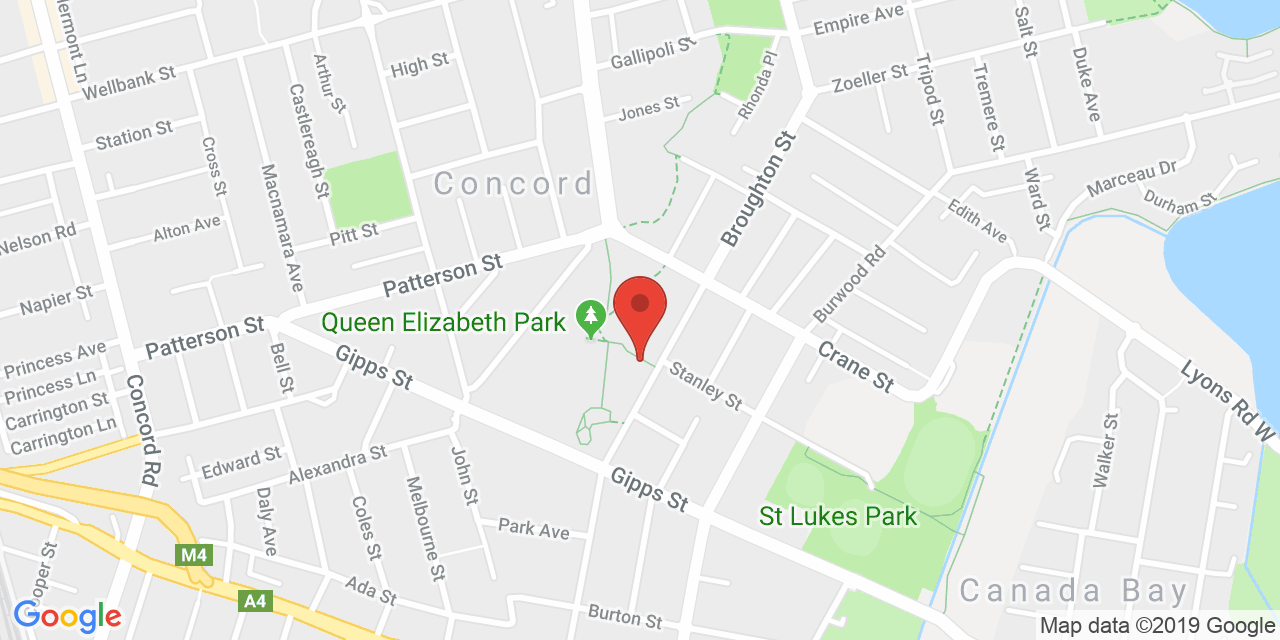 lermont Ln
Wellbank St
Arthur St
High St
Gallipoli St
Empire Ave
Salt St
Rhonda Pl
Zoeller St
Tripod St
Tremere St
Duke Ave
Station St
Castlereagh St
Jones St
Cross St
Macnamara Ave
Concord
Broughton St
Ward St
Marceau Dr
Durham St
Edith Ave
Nelson Rd
Alton Ave
Pitt St
Napier St
Patterson St
Burwood Rd
Patterson St
Queen Elizabeth Park
Princess Ave
Princess Ln
Carrington St
Carrington Ln
Concord Rd
Bell St
Gipps St
Stanley St
Crane St
Lyons Rd W
Walker St
Edward St
Alexandra St
John St
Gipps St
Daly Ave
Coles St
Melbourne St
Park Ave
St Lukes Park
M4
A4
ooper St
Ada St
Burton St
Canada Bay
Google
Map data ©2019 Google